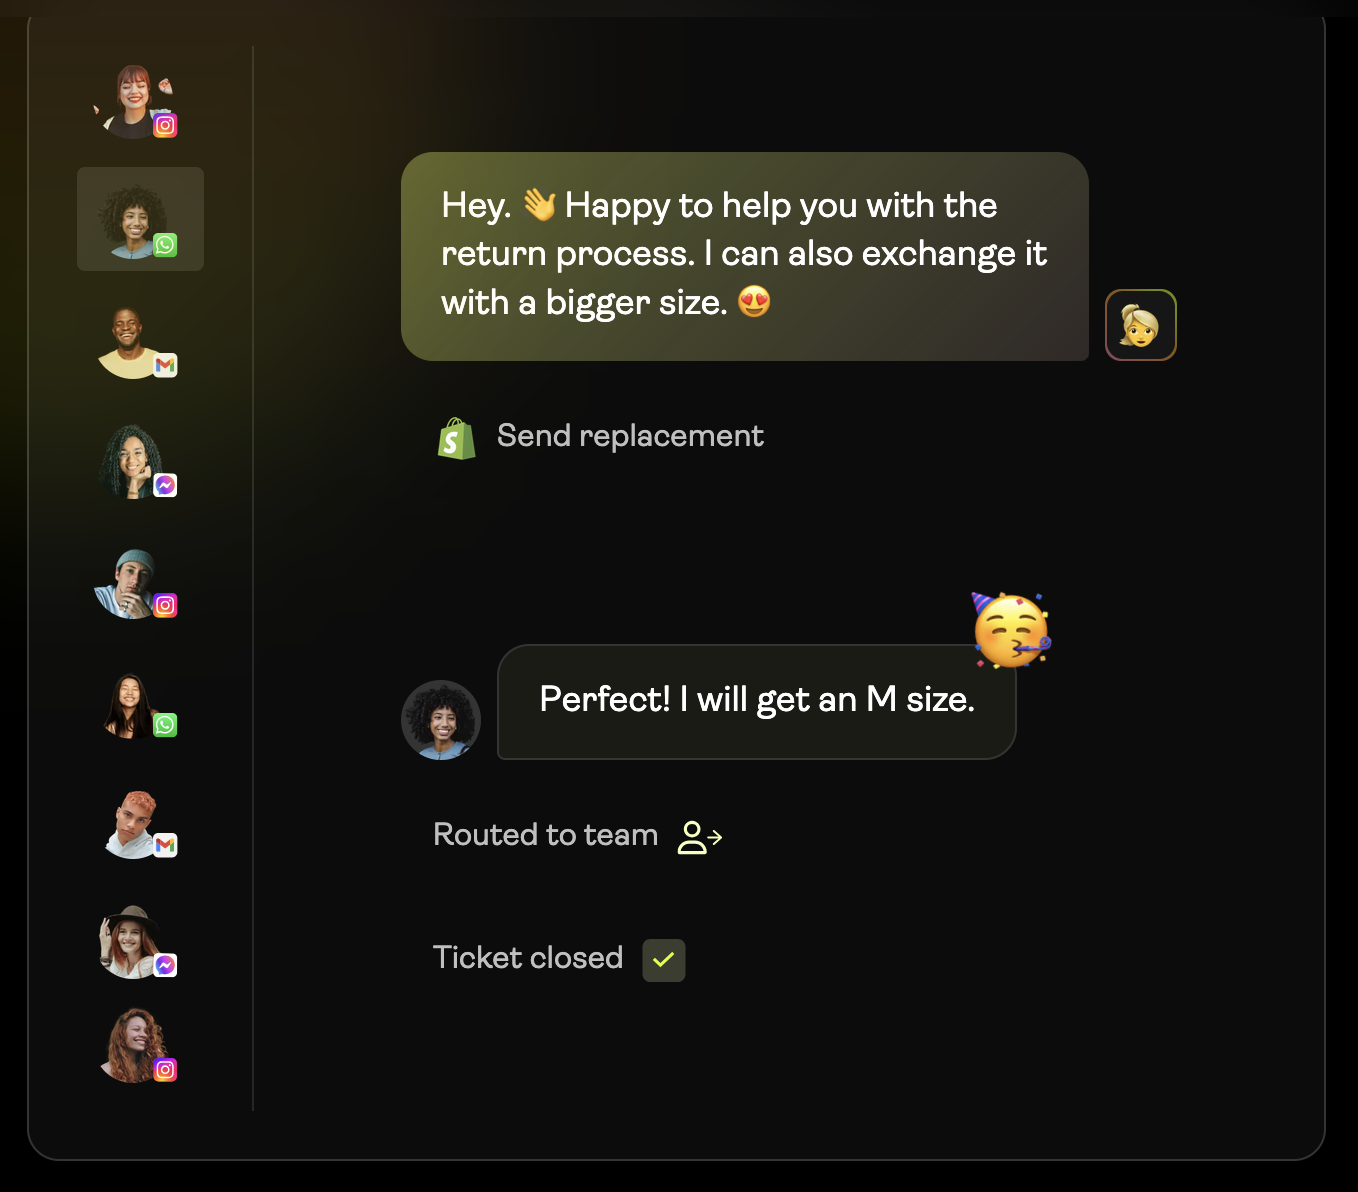 Hey. 👋 Happy to help you with the
return process. I can also exchange it
with a bigger size. 😍
Send replacement
Perfect! I will get an M size.
Routed to team
Ticket closed